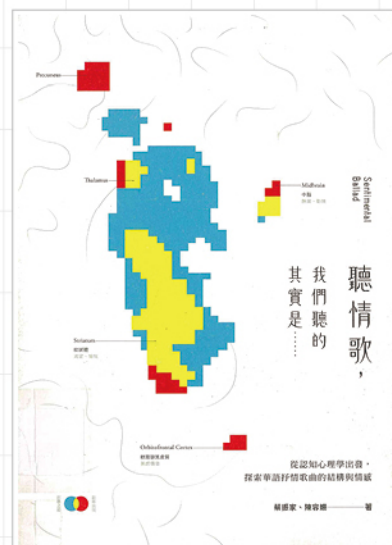 Precuneus
Thalamus
Midbrain
中腦
Sentimental
Ballad
聽情歌,
我們聽的
其實是……
Striatum
紋狀體
Orbitofrontal Cortex
眼眶額葉皮質
從認知心理學出發,
探索華語抒情歌曲的結構與情感
蔡振家、陳容姍 著